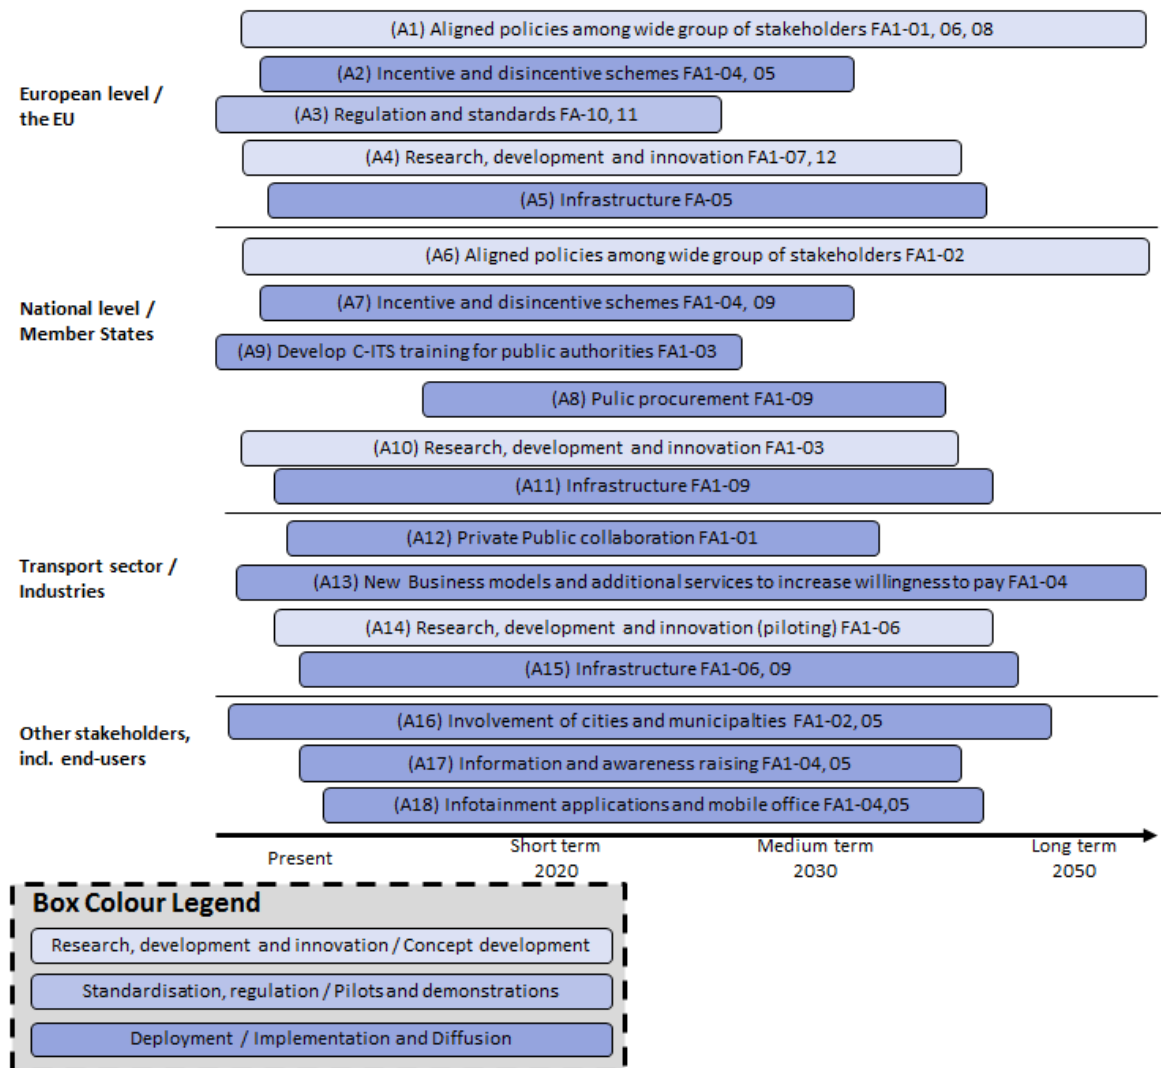 (A1) Aligned policies among wide group of stakeholders FA1-01, 06, 08
European level /
the EU
(A2) Incentive and disincentive schemes FA1-04, 05
(A3) Regulation and standards FA-10, 11
(A4) Research, development and innovation FA1-07, 12
(A5) Infrastructure FA-05
National level /
Member States
(A6) Aligned policies among wide group of stakeholders FA1-02
(A7) Incentive and disincentive schemes FA1-04, 09
(A9) Develop C-ITS training for public authorities FA1-03
(A8) Pulic procurement FA1-09
(A10) Research, development and innovation FA1-03
(A11) Infrastructure FA1-09
Transport sector /
Industries
(A12) Private Public collaboration FA1-01
(A13) New Business models and additional services to increase willingness to pay FA1-04
(A14) Research, development and innovation (piloting) FA1-06
(A15) Infrastructure FA1-06, 09
Other stakeholders,
incl. end-users
(A16) Involvement of cities and municipalties FA1-02, 05
(A17) Information and awareness raising FA1-04, 05
(A18) Infotainment applications and mobile office FA1-04,05
Present
Short term
2020
Medium term
2030
Long term
2050
Box Colour Legend
Research, development and innovation / Concept development
Standardisation, regulation / Pilots and demonstrations
Deployment / Implementation and Diffusion